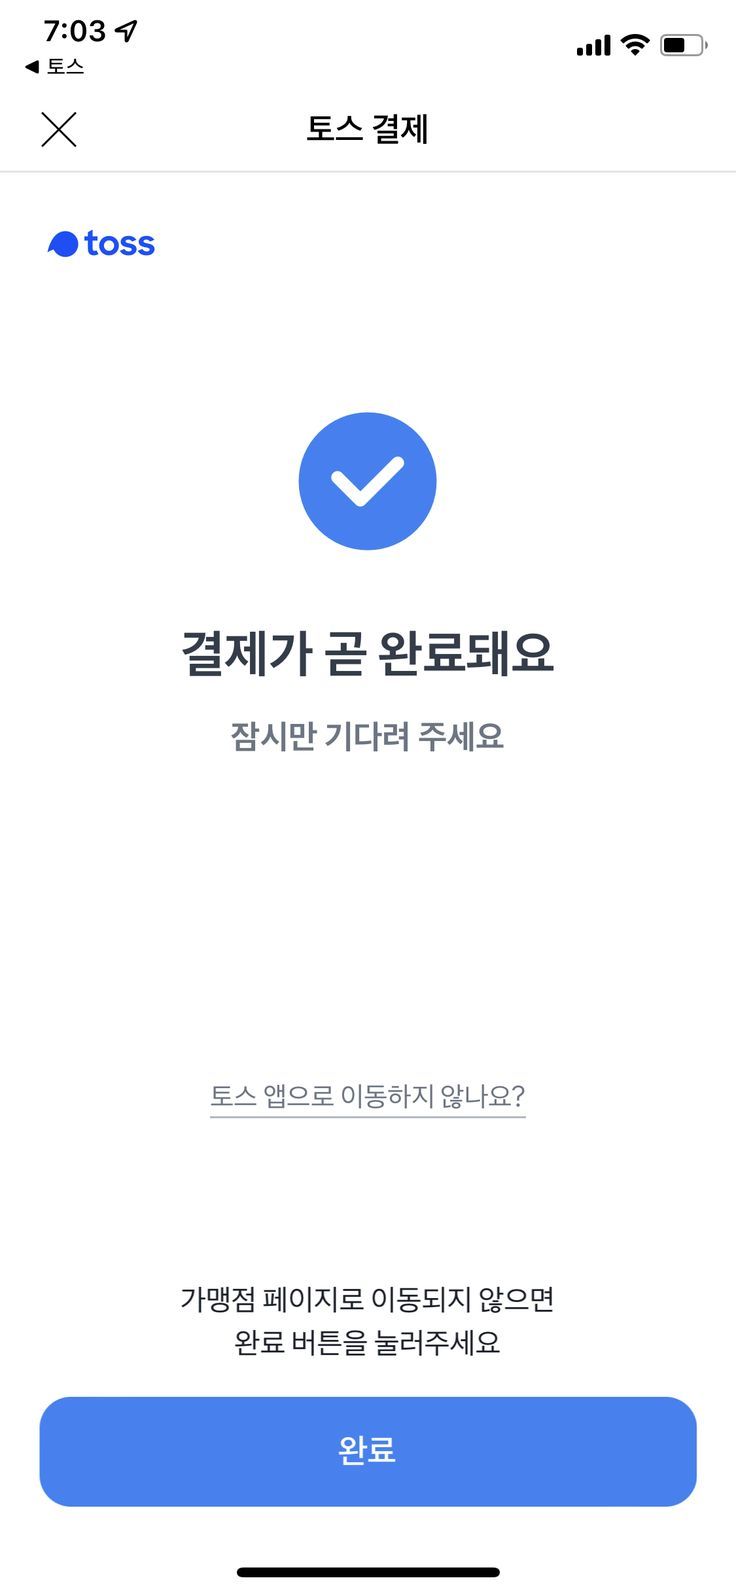 7:03
◀ 토스
토스 결제
toss
결제가 곧 완료돼요
잠시만 기다려 주세요
토스 앱으로 이동하지 않나요?
가맹점 페이지로 이동되지 않으면
완료 버튼을 눌러주세요
완료